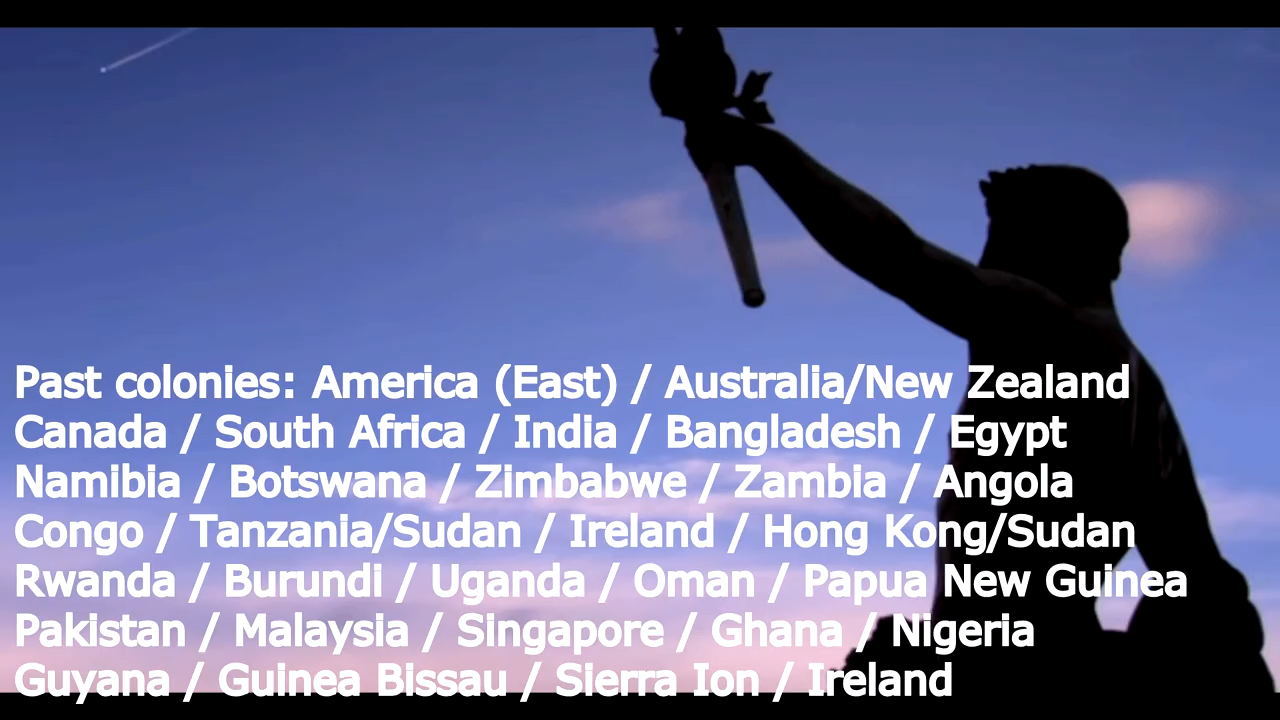 Past colonies: America (East) / Australia/New Zealand
Canada / South Africa / India / Bangladesh / Egypt
Namibia / Botswana / Zimbabwe / Zambia / Angola
Congo / Tanzania/Sudan / Ireland / Hong Kong/Sudan
Rwanda / Burundi / Uganda / Oman / Papua New Guinea
Pakistan / Malaysia / Singapore / Ghana / Nigeria
Guyana / Guinea Bissau / Sierra Ion / Ireland